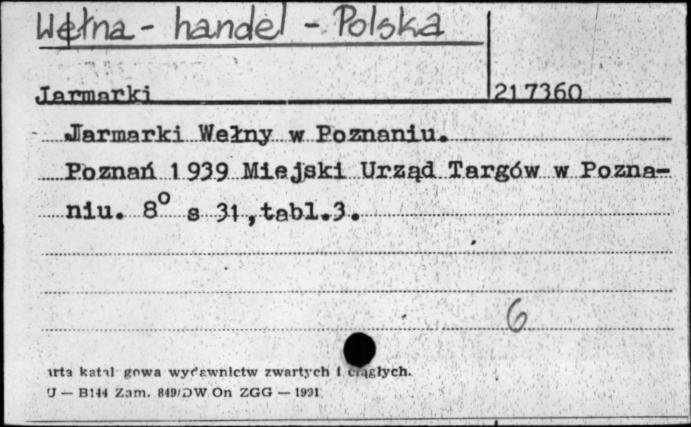 Wełna - handel - Polska
Jarmarki 217360
Jarmarki Wełny w Poznaniu.
Poznań 1939 Miejski Urząd Targów w Pozna-
niu. 8° s 31,tabl.3.
6
arta katal gowa wydawnictw zwartych i ciągłych.
U — B144 Zam. 849/DW On ZGG — 1991